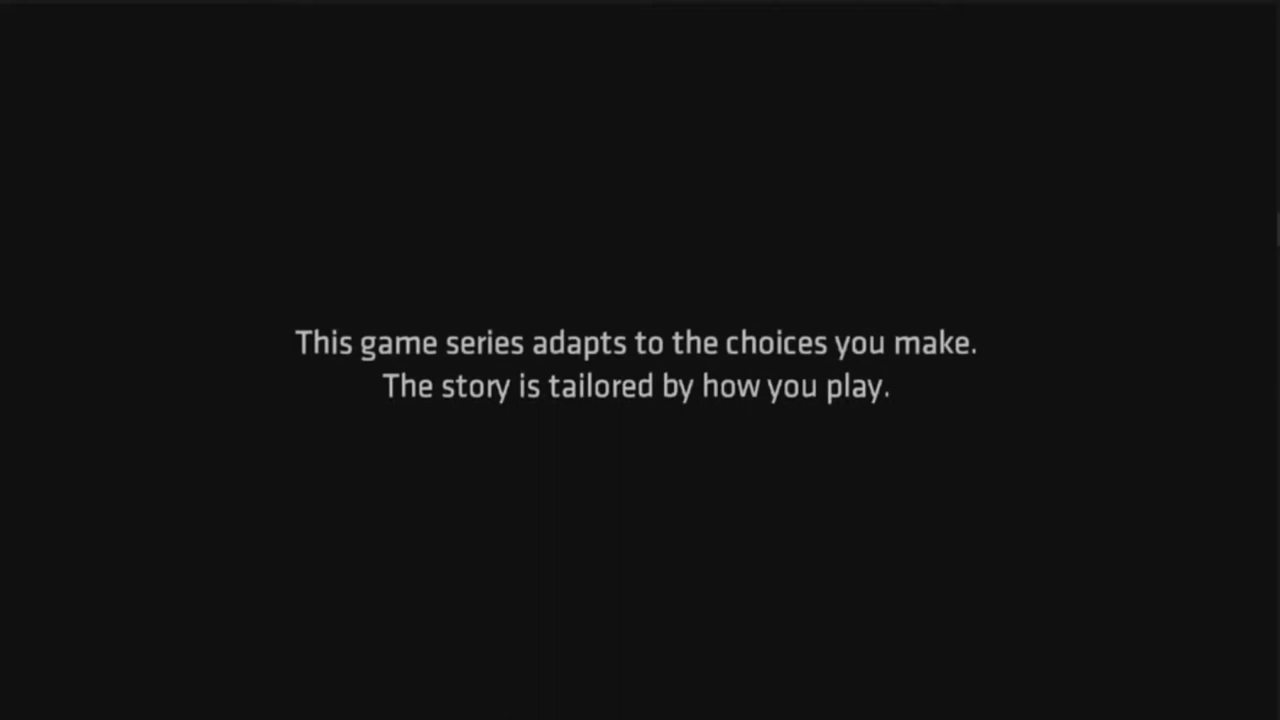 This game series adapts to the choices you make.
The story is tailored by how you play.